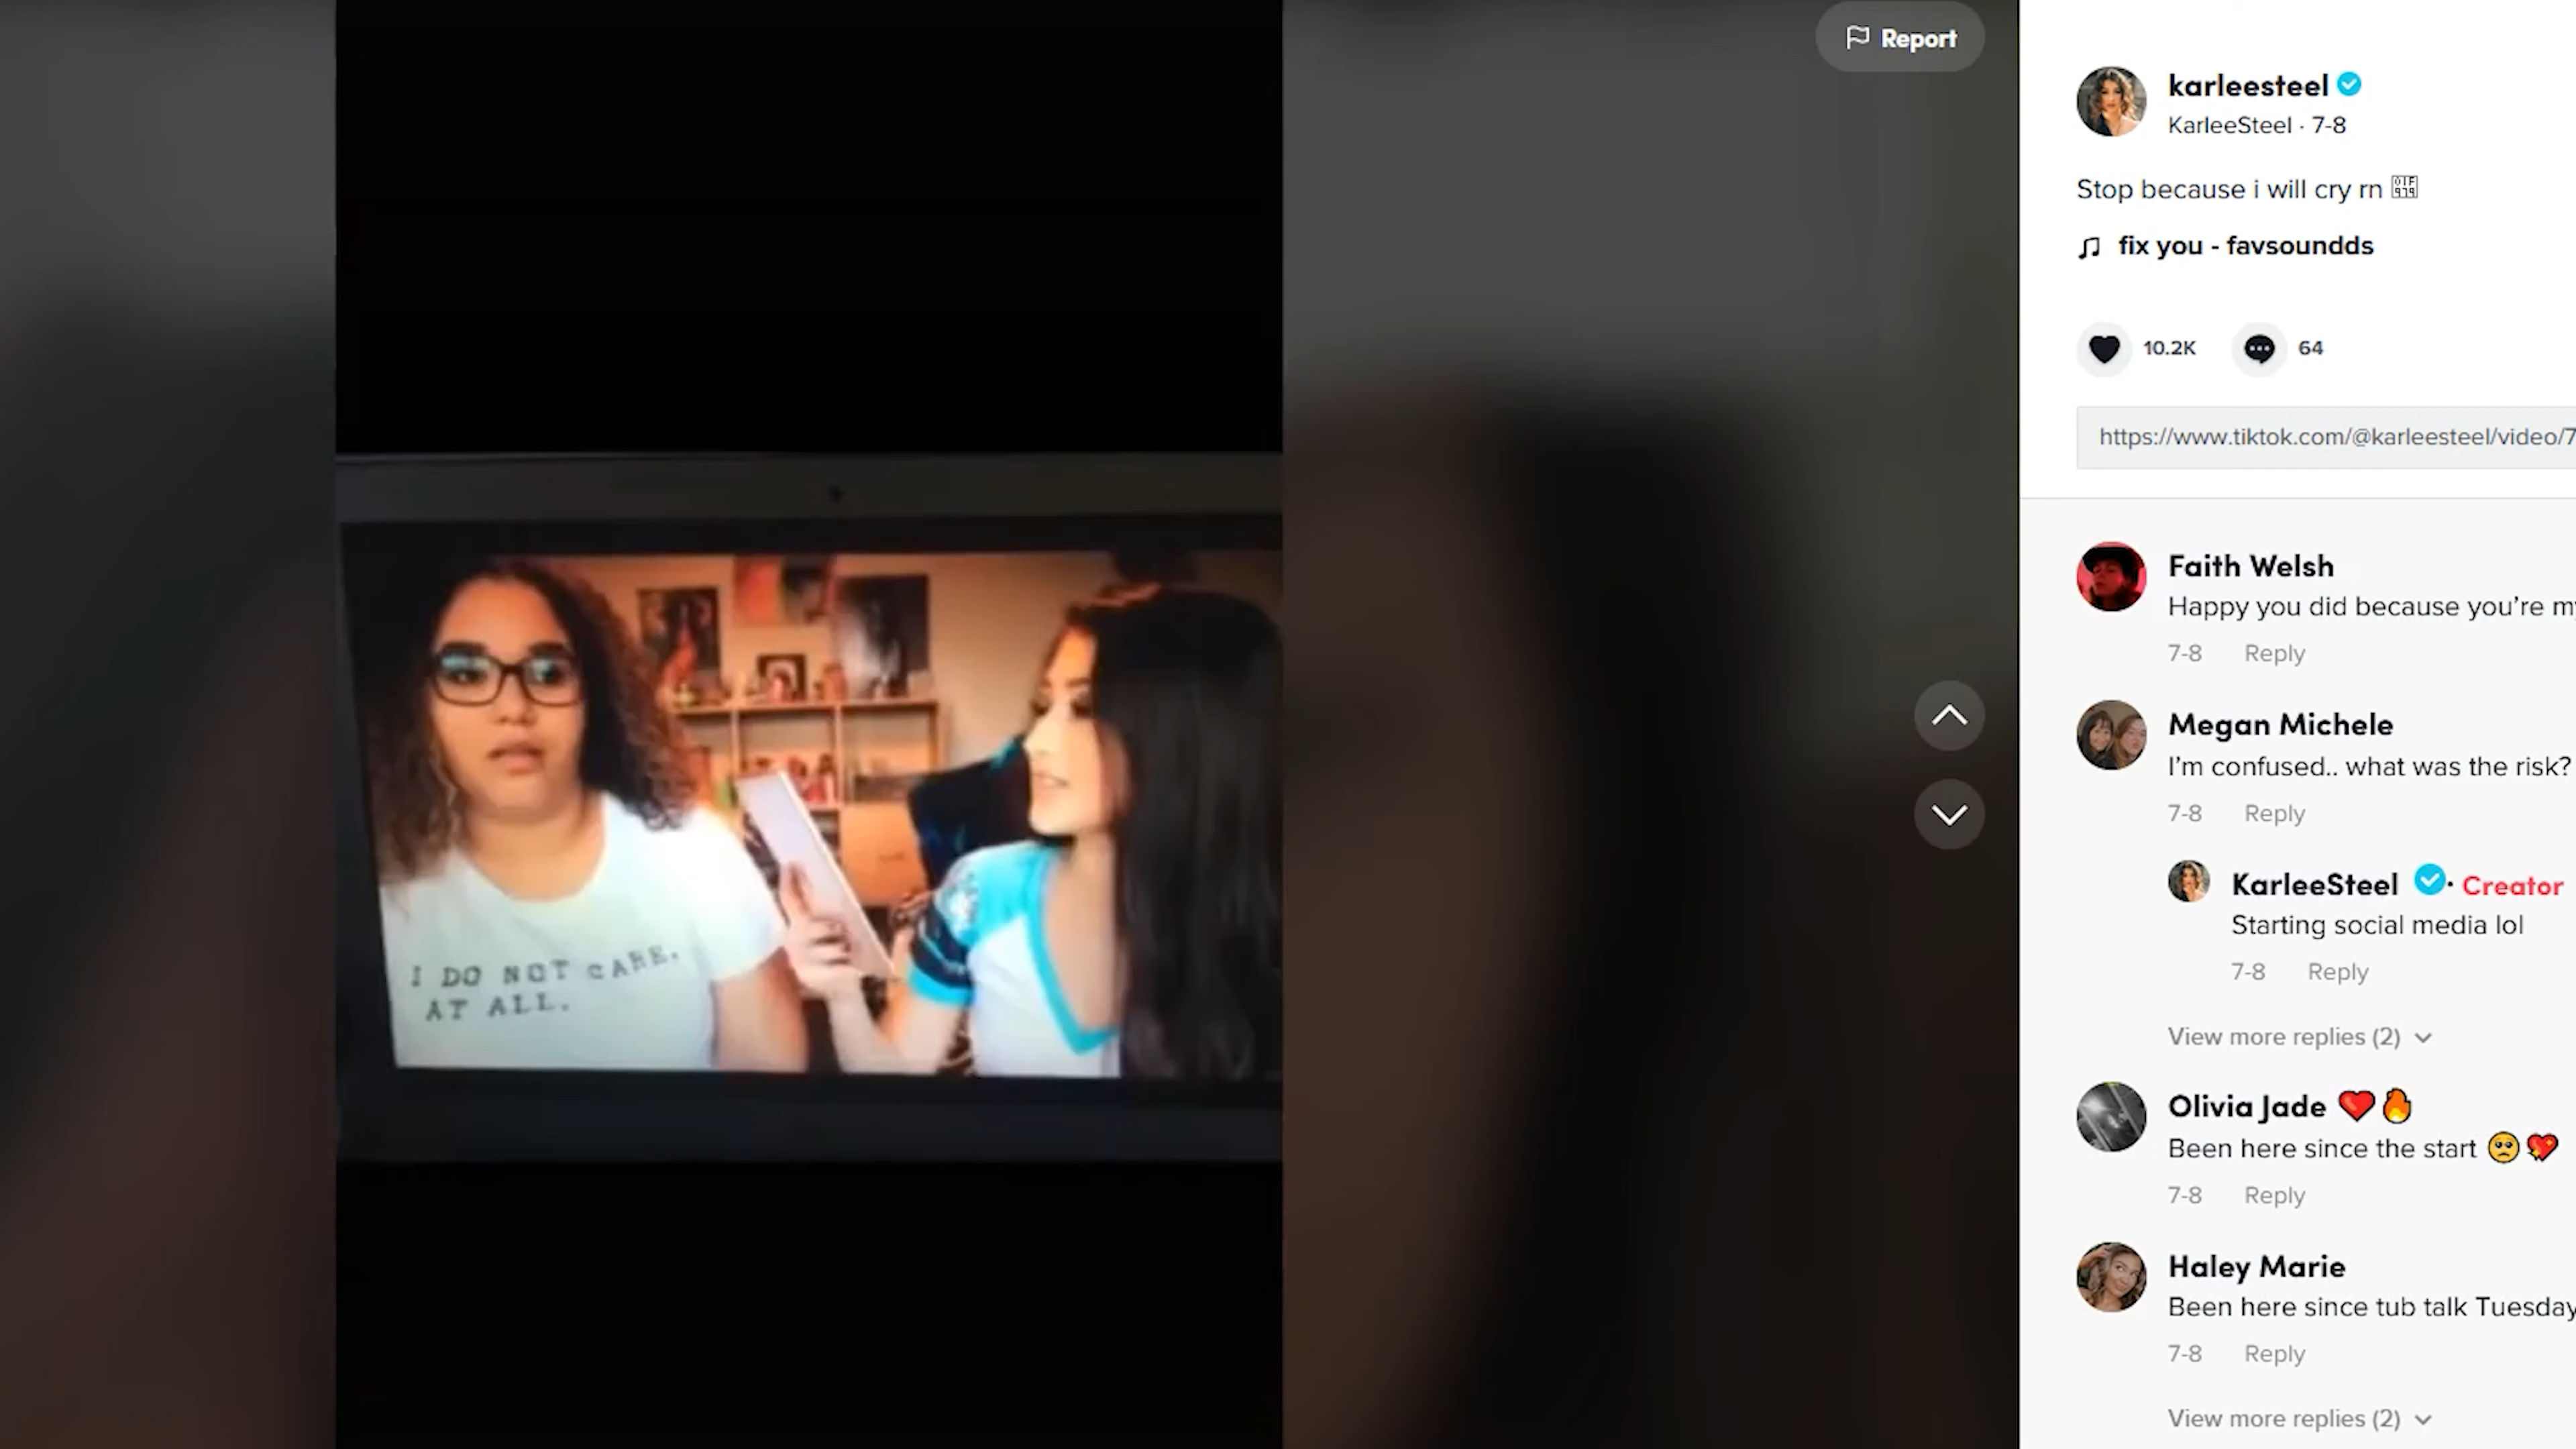 Report
karleesteel
KarleeSteel · 7-8
Stop because i will cry rn
fix you - favsoundds
10.2K
64
https://www.tiktok.com/@karleesteel/video/7
Faith Welsh
Happy you did because you're m
7-8 Reply
Megan Michele
I'm confused.. what was the risk?
7-8 Reply
KarleeSteel · Creator
Starting social media lol
7-8 Reply
View more replies (2)
Olivia Jade ❤️🔥
Been here since the start 🥺💖
7-8 Reply
Haley Marie
Been here since tub talk Tuesday
7-8 Reply
View more replies (2)
I DO NOT CARE.
AT ALL.